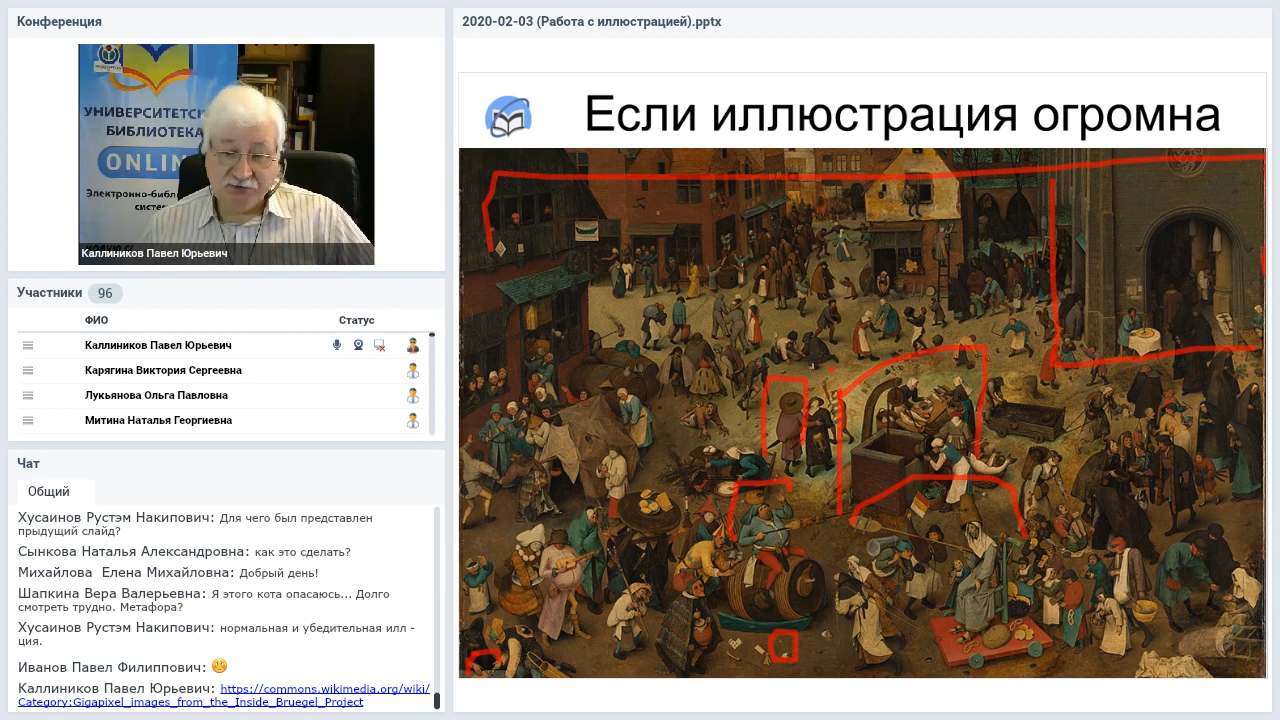 Конференция
УНИВЕРСИТЕТС
БИБЛИОТЕКА
ONLIN
Электронно-библ
систем
Каллиников Павел Юрьевич
Участники 96
ФИО Статус
Каллиников Павел Юрьевич
Карягина Виктория Сергеевна
Лукьянова Ольга Павловна
Митина Наталья Георгиевна
Чат
Общий
Хусаинов Рустэм Накипович: Для чего был представлен
прыдущий слайд?
Сынкова Наталья Александровна: как это сделать?
Михайлова Елена Михайловна: Добрый день!
Шапкина Вера Валерьевна: Я этого кота опасаюсь... Долго
смотреть трудно. Метафора?
Хусаинов Рустэм Накипович: нормальная и убедительная илл -
ция.
Иванов Павел Филиппович:
Каллиников Павел Юрьевич: https://commons.wikimedia.org/wiki/
Category:Gigapixel_images_from_the_Inside_Bruegel_Project
2020-02-03 (Работа с иллюстрацией).pptx
Если иллюстрация огромна